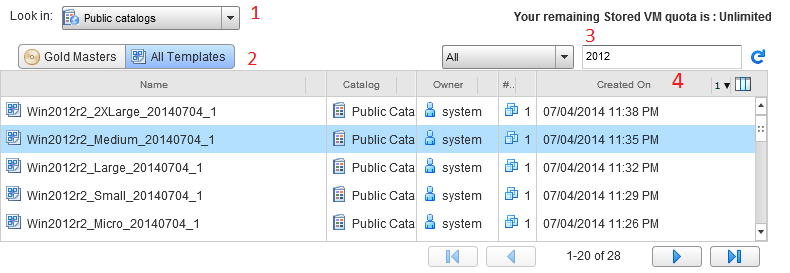 Look in: Public catalogs 1 Your remaining Stored VM quota is : Unlimited
3
Gold Masters All Templates 2 All 2012
Name Catalog Owner #.. Created On 4 1
Win2012r2_2XLarge_20140704_1 Public Cata system 1 07/04/2014 11:38 PM
Win2012r2_Medium_20140704_1 Public Cata system 1 07/04/2014 11:35 PM
Win2012r2_Large_20140704_1 Public Cata system 1 07/04/2014 11:32 PM
Win2012r2_Small_20140704_1 Public Cata system 1 07/04/2014 11:29 PM
Win2012r2_Micro_20140704_1 Public Cata system 1 07/04/2014 11:26 PM
1-20 of 28